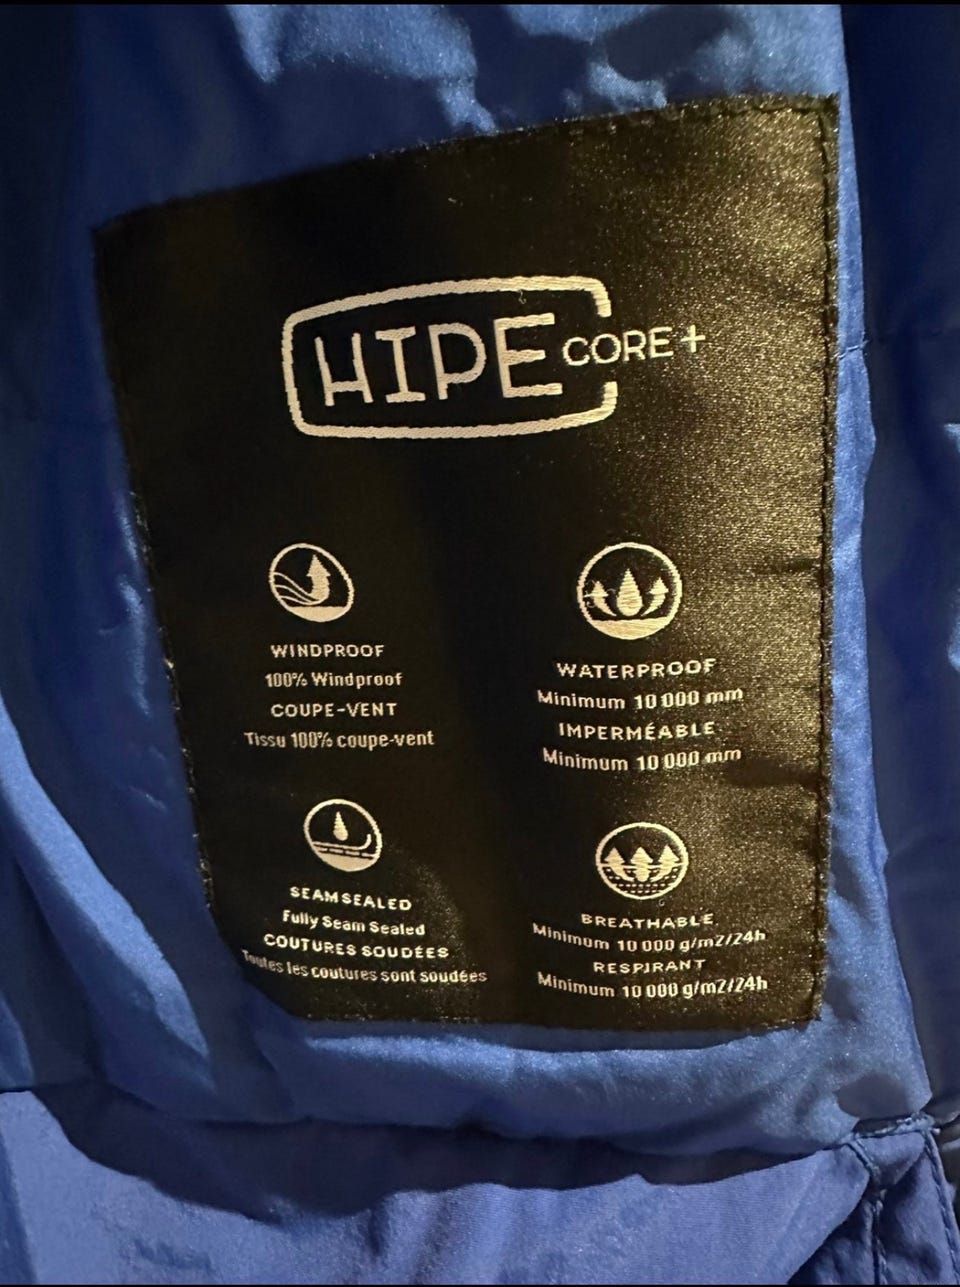 HIPE CORE+
WINDPROOF
100% Windproof
COUPE-VENT
Tissu 100% coupe-vent
WATERPROOF
Minimum 10 000 mm
IMPERMÉABLE
Minimum 10 000 mm
SEAM SEALED
Fully Seam Sealed
COUTURES SOUDÉES
Toutes les coutures sont soudées
BREATHABLE
Minimum 10 000 g/m2/24h
RESPIRANT
Minimum 10 000 g/m2/24h